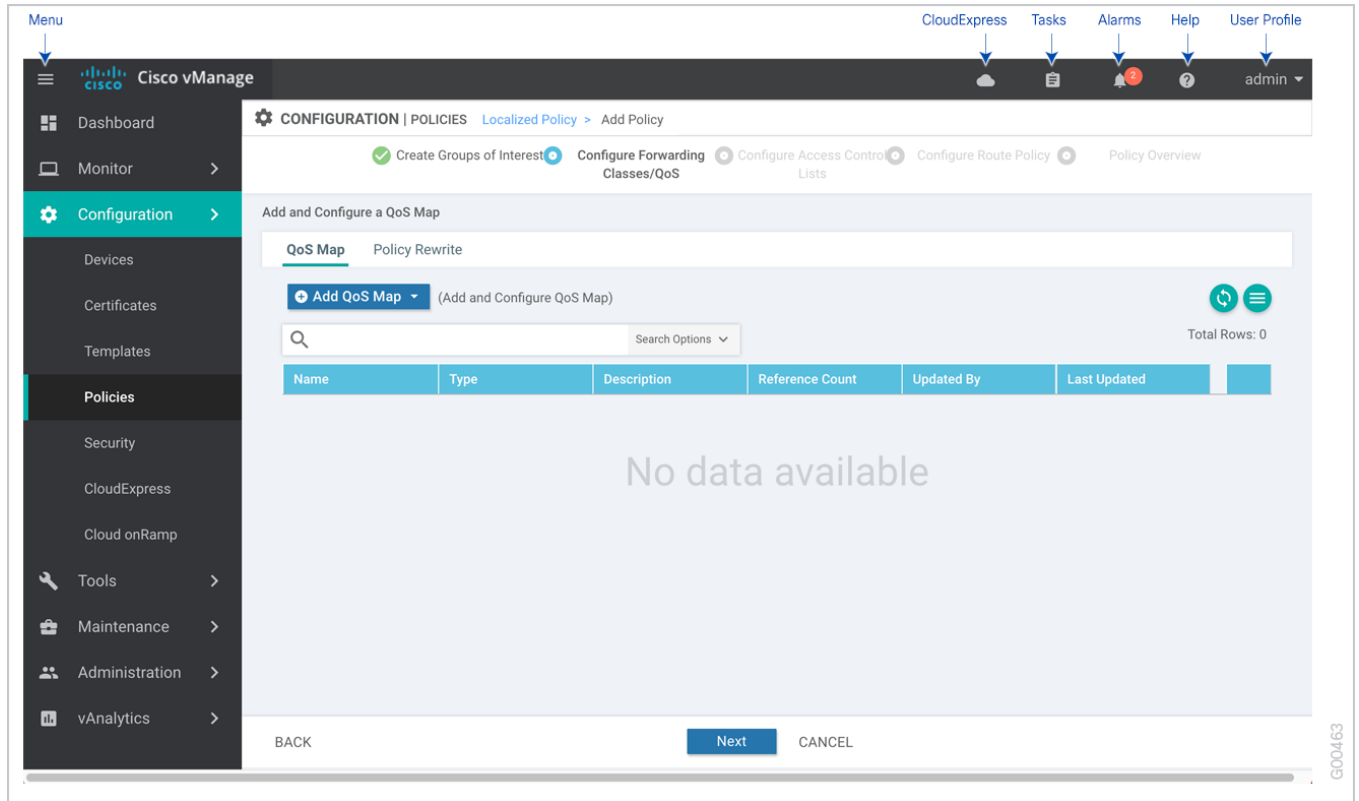 Menu
CloudExpress Tasks Alarms Help User Profile
cisco Cisco vManage
2
admin
Dashboard
Monitor
Configuration
Devices
Certificates
Templates
Policies
Security
CloudExpress
Cloud onRamp
Tools
Maintenance
Administration
vAnalytics
CONFIGURATION | POLICIES Localized Policy > Add Policy
Create Groups of Interest
Configure Forwarding
Classes/QoS
Configure Access Control
Lists
Configure Route Policy
Policy Overview
Add and Configure a QoS Map
QoS Map Policy Rewrite
Add QoS Map (Add and Configure QoS Map)
Search Options
Total Rows: 0
Name Type Description Reference Count Updated By Last Updated
No data available
BACK Next CANCEL
G00463